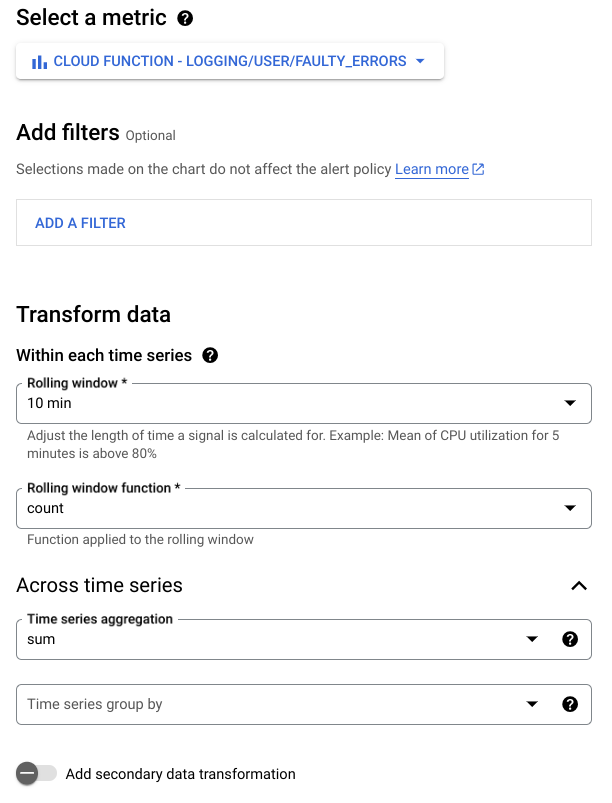 Select a metric
CLOUD FUNCTION - LOGGING/USER/FAULTY_ERRORS
Add filters Optional
Selections made on the chart do not affect the alert policy Learn more
ADD A FILTER
Transform data
Within each time series
Rolling window *
10 min
Adjust the length of time a signal is calculated for. Example: Mean of CPU utilization for 5
minutes is above 80%
Rolling window function *
count
Function applied to the rolling window
Across time series
Time series aggregation
sum
Time series group by
Add secondary data transformation